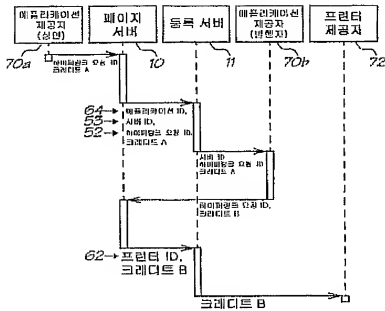 애플리케이션
제공자
(상인)
페이지
서버
등록 서버
애플리케이션
제공자
(발행자)
프린터
제공자
70a
10
11
70b
72
하이퍼링크 요청 ID,
크레디트 A
64
애플리케이션 ID,
53
서버 ID,
52
하이퍼링크 요청 ID,
크레디트 A
서버 ID,
하이퍼링크 요청 ID,
크레디트 A
하이퍼링크 요청 ID,
크레디트 B
62
프린터 ID,
크레디트 B
크레디트 B